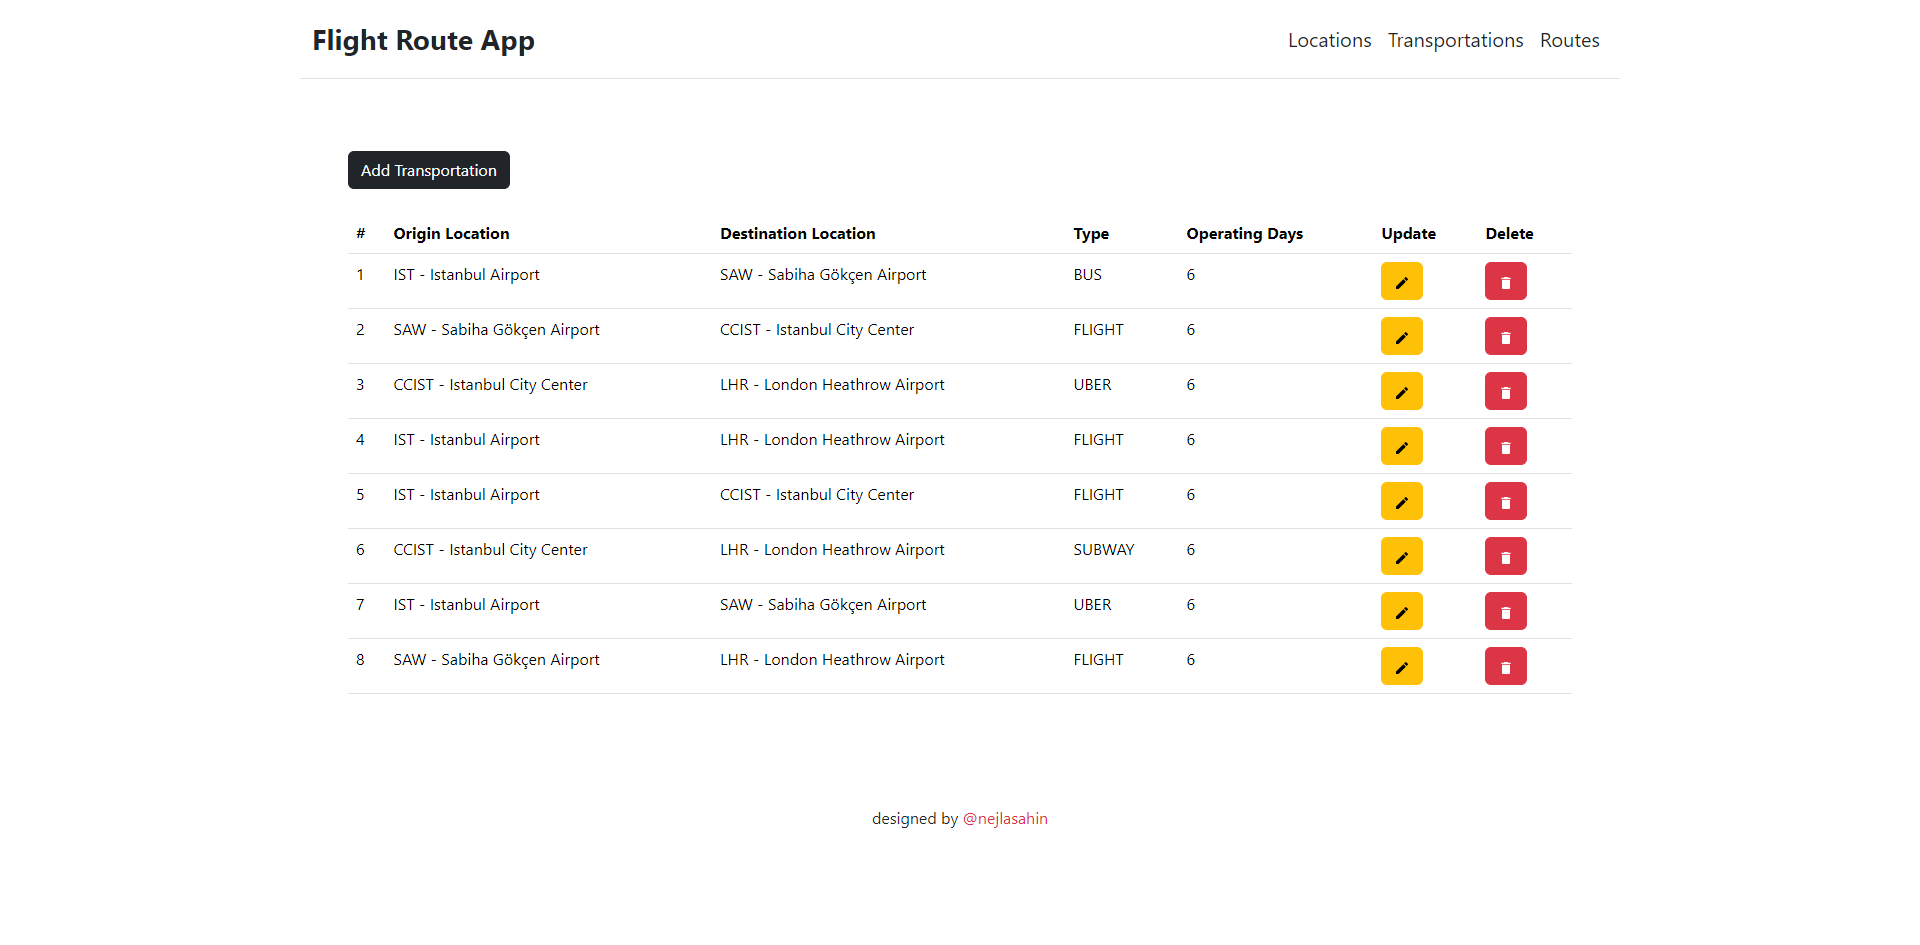 Flight Route App
Locations Transportations Routes
Add Transportation
# Origin Location Destination Location Type Operating Days Update Delete
1 IST - Istanbul Airport SAW - Sabiha Gökçen Airport BUS 6
2 SAW - Sabiha Gökçen Airport CCIST - Istanbul City Center FLIGHT 6
3 CCIST - Istanbul City Center LHR - London Heathrow Airport UBER 6
4 IST - Istanbul Airport LHR - London Heathrow Airport FLIGHT 6
5 IST - Istanbul Airport CCIST - Istanbul City Center FLIGHT 6
6 CCIST - Istanbul City Center LHR - London Heathrow Airport SUBWAY 6
7 IST - Istanbul Airport SAW - Sabiha Gökçen Airport UBER 6
8 SAW - Sabiha Gökçen Airport LHR - London Heathrow Airport FLIGHT 6
designed by @nejlasahin